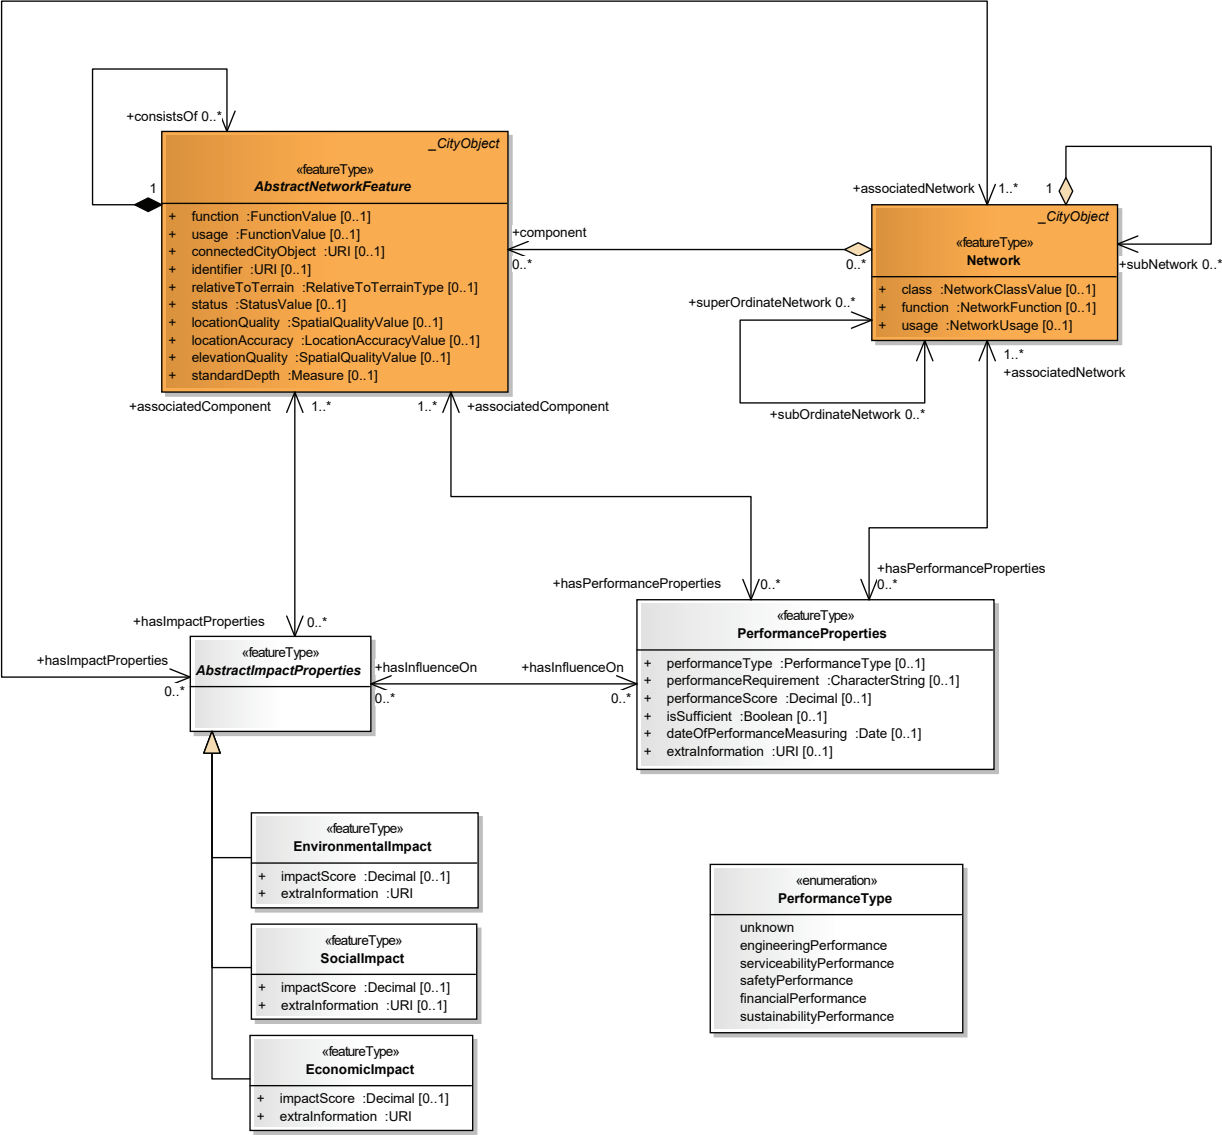 +consistsOf 0..*
_CityObject
«featureType»
AbstractNetworkFeature
1
+ function :FunctionValue [0..1]
+ usage :FunctionValue [0..1]
+ connectedCityObject :URI [0..1]
+ identifier :URI [0..1]
+ relativeToTerrain :RelativeToTerrainType [0..1]
+ status :StatusValue [0..1]
+ locationQuality :SpatialQualityValue [0..1]
+ locationAccuracy :LocationAccuracyValue [0..1]
+ elevationQuality :SpatialQualityValue [0..1]
+ standardDepth :Measure [0..1]
+component
0..*
0..*
+associatedNetwork 1..*
1
_CityObject
«featureType»
Network
+ class :NetworkClassValue [0..1]
+ function :NetworkFunction [0..1]
+ usage :NetworkUsage [0..1]
+subNetwork 0..*
+superOrdinateNetwork 0..*
+subOrdinateNetwork 0..*
1..*
+associatedNetwork
+associatedComponent 1..*
1..* +associatedComponent
+hasPerformanceProperties 0..*
+hasPerformanceProperties
0..*
+hasImpactProperties 0..*
+hasImpactProperties
0..*
«featureType»
AbstractImpactProperties
+hasInfluenceOn
0..*
+hasInfluenceOn
0..*
«featureType»
PerformanceProperties
+ performanceType :PerformanceType [0..1]
+ performanceRequirement :CharacterString [0..1]
+ performanceScore :Decimal [0..1]
+ isSufficient :Boolean [0..1]
+ dateOfPerformanceMeasuring :Date [0..1]
+ extraInformation :URI [0..1]
«featureType»
EnvironmentalImpact
+ impactScore :Decimal [0..1]
+ extraInformation :URI
«featureType»
SocialImpact
+ impactScore :Decimal [0..1]
+ extraInformation :URI [0..1]
«featureType»
EconomicImpact
+ impactScore :Decimal [0..1]
+ extraInformation :URI
«enumeration»
PerformanceType
unknown
engineeringPerformance
serviceabilityPerformance
safetyPerformance
financialPerformance
sustainabilityPerformance